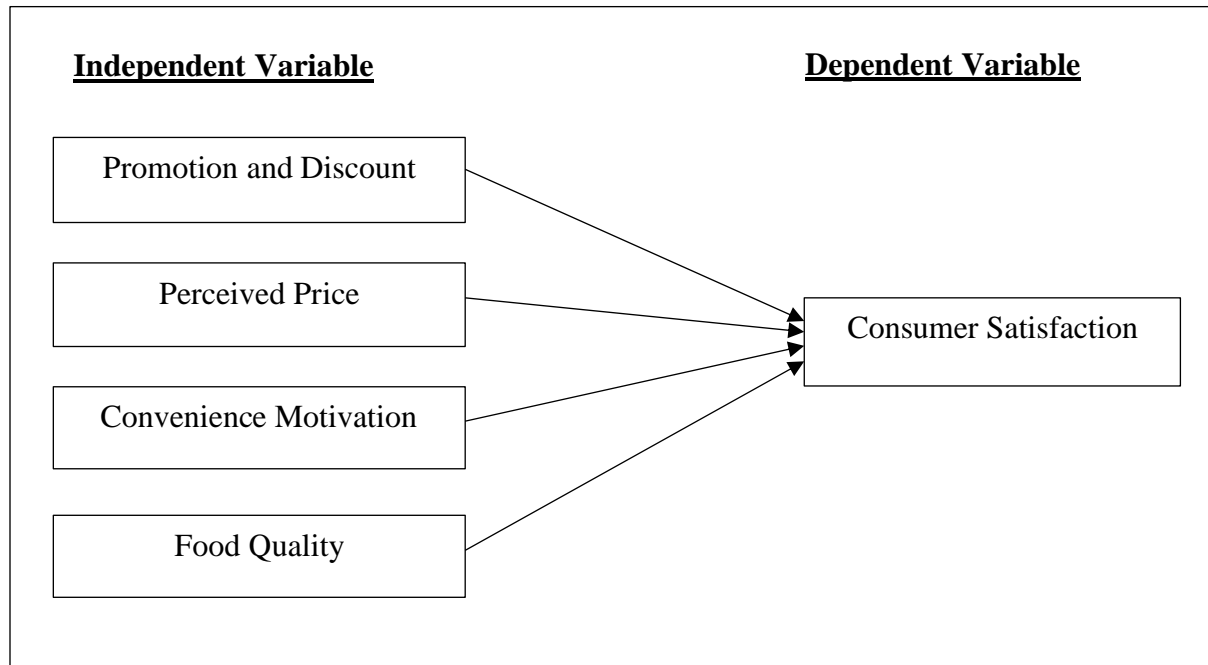 Independent Variable
Dependent Variable
Promotion and Discount
Perceived Price
Consumer Satisfaction
Convenience Motivation
Food Quality